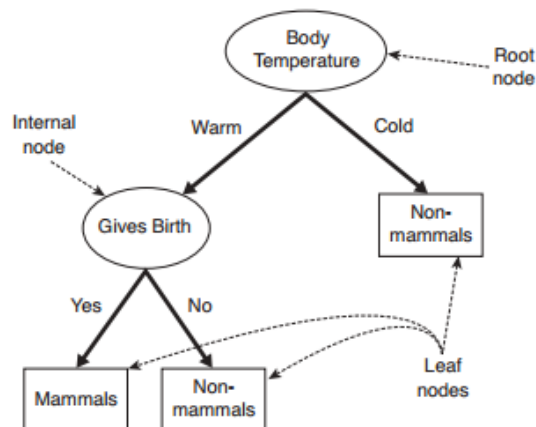 Body
Temperature
Root
node
Internal
node
Warm
Cold
Gives Birth
Non-
mammals
Yes
No
Mammals
Non-
mammals
Leaf
nodes